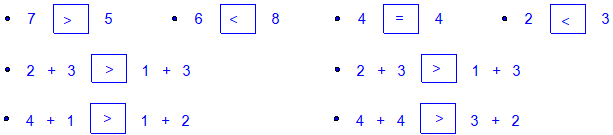 • 7 > 5 • 6 < 8 • 4 = 4 • 2 < 3
• 2 + 3 > 1 + 3 • 2 + 3 > 1 + 3
• 4 + 1 > 1 + 2 • 4 + 4 > 3 + 2